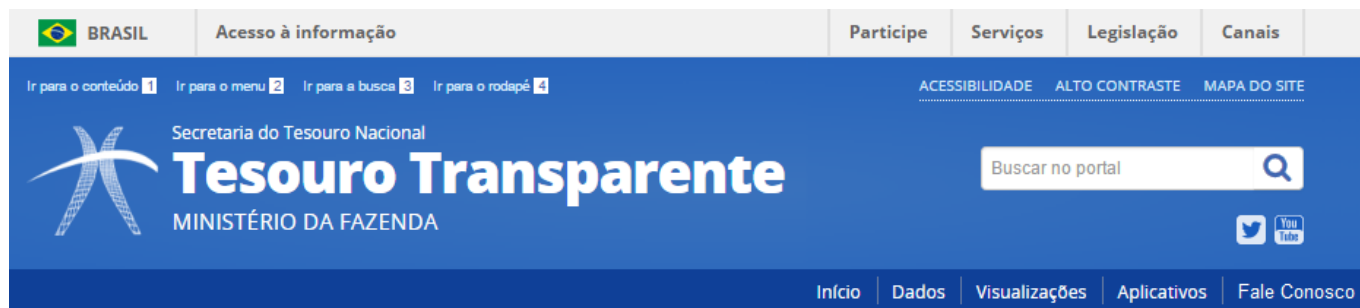 BRASIL Acesso à informação Participe Serviços Legislação Canais
Ir para o conteúdo 1 Ir para o menu 2 Ir para a busca 3 Ir para o rodapé 4 ACESSIBILIDADE ALTO CONTRASTE MAPA DO SITE
Secretaria do Tesouro Nacional
Tesouro Transparente
Buscar no portal
MINISTÉRIO DA FAZENDA
You Tube
Início Dados Visualizações Aplicativos Fale Conosco